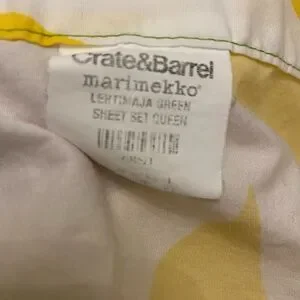 Crate&Barrel
marimekko®
LEHTIMAJA GREEN
SHEET SET QUEEN